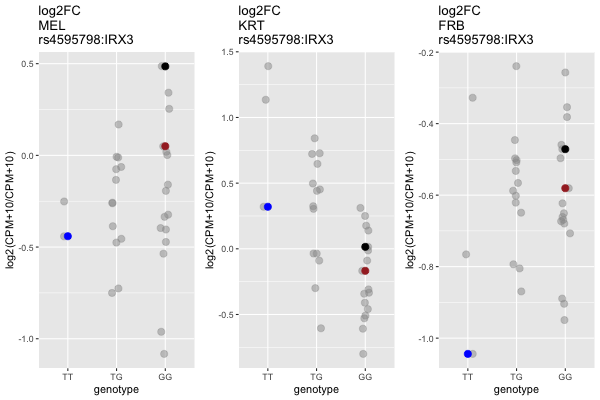 log2FC
MEL
rs4595798:IRX3
log2(CPM+10/CPM+10)
0.5
0.0
-0.5
-1.0
TT
TG
GG
genotype
log2FC
KRT
rs4595798:IRX3
log2(CPM+10/CPM+10)
1.5
1.0
0.5
0.0
-0.5
TT
TG
GG
genotype
log2FC
FRB
rs4595798:IRX3
log2(CPM+10/CPM+10)
-0.2
-0.4
-0.6
-0.8
-1.0
TT
TG
GG
genotype